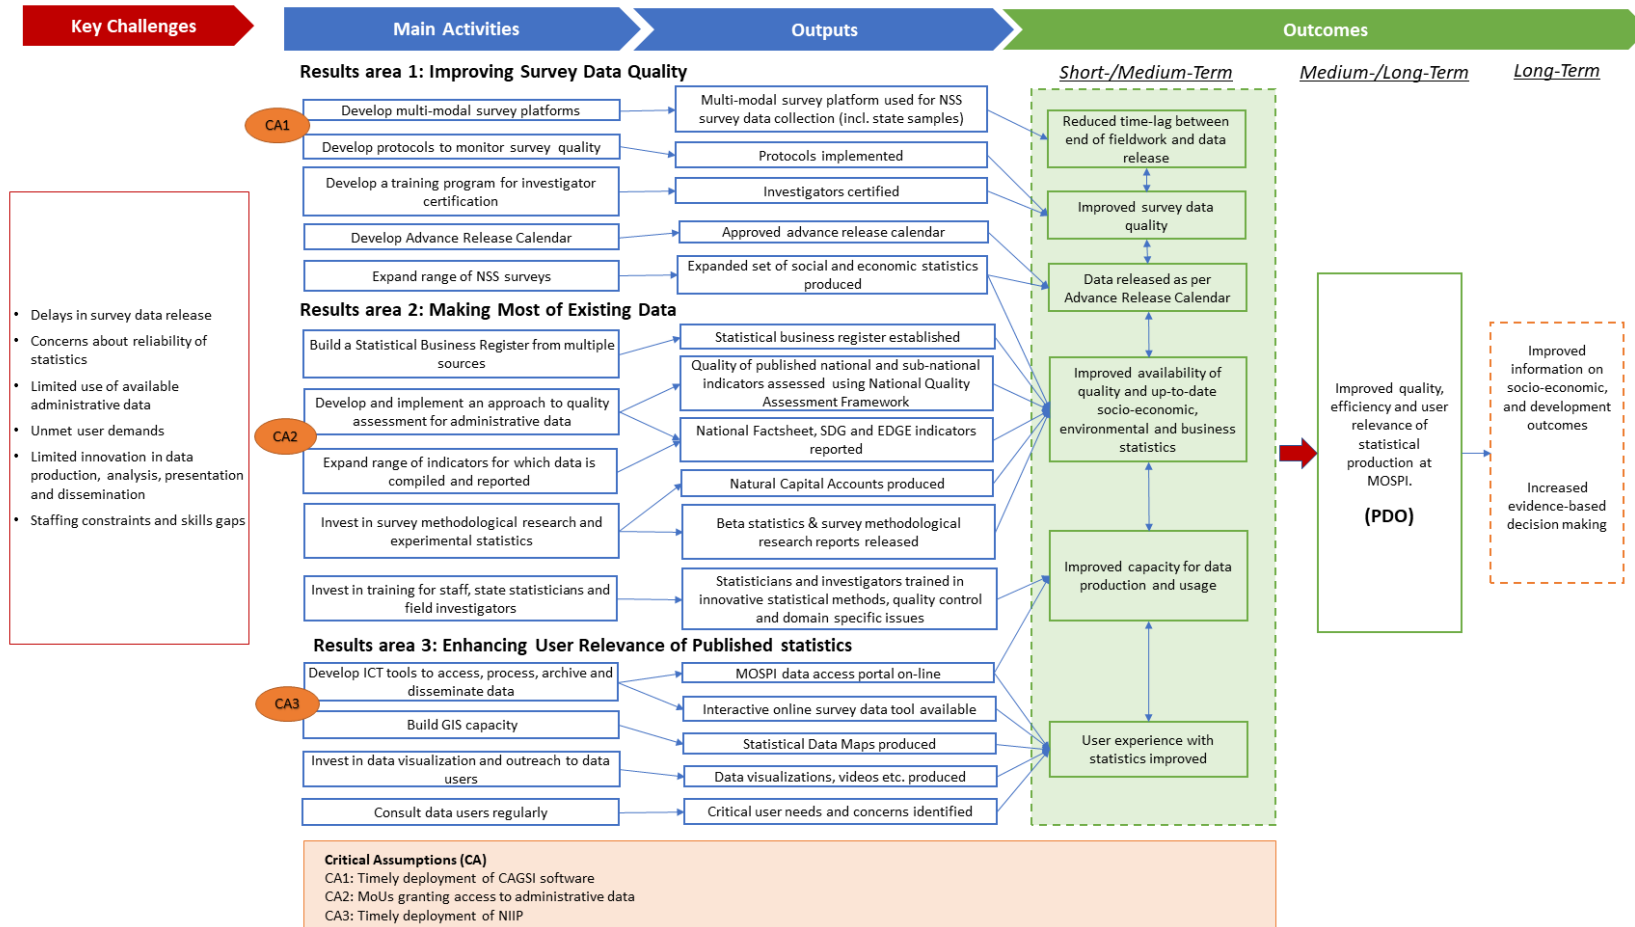 Key Challenges
Main Activities
Outputs
Outcomes
Results area 1: Improving Survey Data Quality
Short-/Medium-Term
Medium-/Long-Term
Long-Term
CA1
Develop multi-modal survey platforms
Multi-modal survey platform used for NSS
survey data collection (incl. state samples)
Develop protocols to monitor survey quality
Protocols implemented
Develop a training program for investigator
certification
Investigators certified
Develop Advance Release Calendar
Approved advance release calendar
Expand range of NSS surveys
Expanded set of social and economic statistics
produced
Reduced time-lag between
end of fieldwork and data
release
Improved survey data
quality
Data released as per
Advance Release Calendar
• Delays in survey data release
• Concerns about reliability of
statistics
• Limited use of available
administrative data
• Unmet user demands
• Limited innovation in data
production, analysis, presentation
and dissemination
• Staffing constraints and skills gaps
Results area 2: Making Most of Existing Data
Build a Statistical Business Register from multiple
sources
Statistical business register established
CA2
Develop and implement an approach to quality
assessment for administrative data
Quality of published national and sub-national
indicators assessed using National Quality
Assessment Framework
Expand range of indicators for which data is
compiled and reported
National Factsheet, SDG and EDGE indicators
reported
Natural Capital Accounts produced
Invest in survey methodological research and
experimental statistics
Beta statistics & survey methodological
research reports released
Invest in training for staff, state statisticians and
field investigators
Statisticians and investigators trained in
innovative statistical methods, quality control
and domain specific issues
Improved availability of
quality and up-to-date
socio-economic,
environmental and business
statistics
Improved capacity for data
production and usage
Improved quality,
efficiency and user
relevance of
statistical
production at
MOSPI.
(PDO)
Improved
information on
socio-economic,
and development
outcomes
Increased
evidence-based
decision making
Results area 3: Enhancing User Relevance of Published statistics
CA3
Develop ICT tools to access, process, archive and
disseminate data
MOSPI data access portal on-line
Interactive online survey data tool available
Build GIS capacity
Statistical Data Maps produced
Invest in data visualization and outreach to data
users
Data visualizations, videos etc. produced
Consult data users regularly
Critical user needs and concerns identified
User experience with
statistics improved
Critical Assumptions (CA)
CA1: Timely deployment of CAGSI software
CA2: MoUs granting access to administrative data
CA3: Timely deployment of NIIP